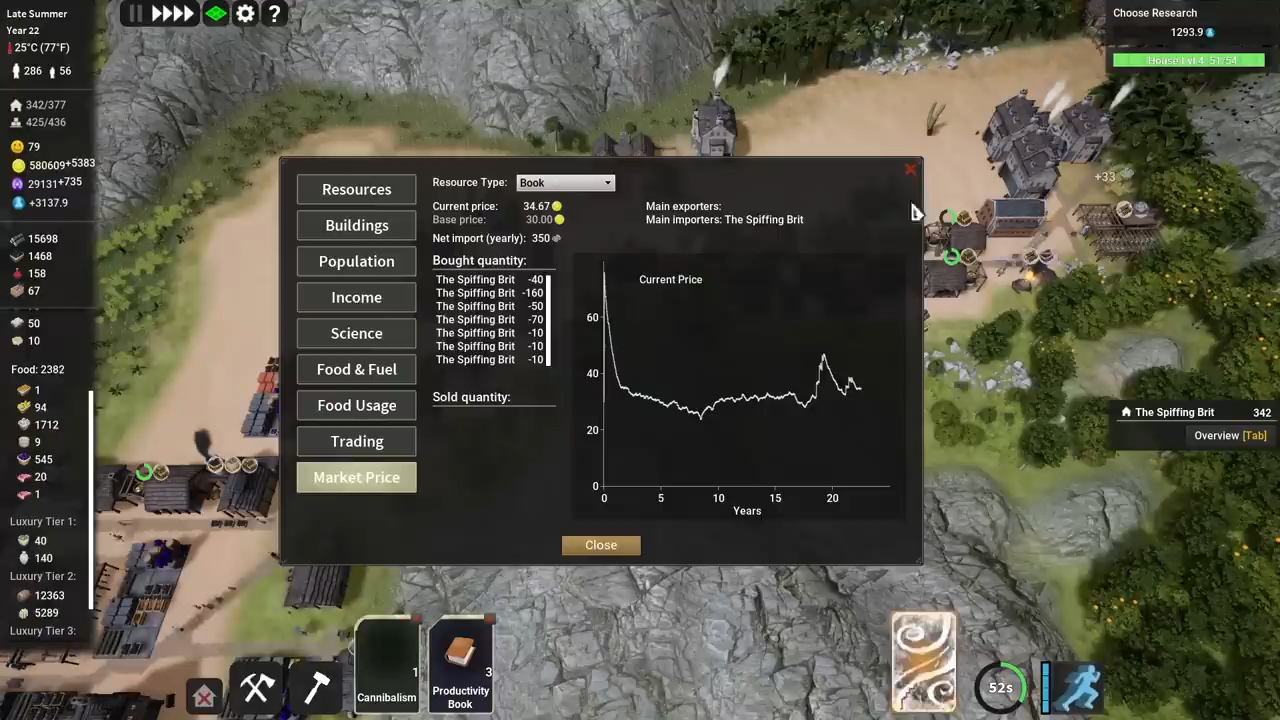 Late Summer
Year 22
25°C (77°F)
286 56
342/377
425/436
79
580609+5383
29131+735
+3137.9
15698
1468
158
67
50
10
Food: 2382
1
94
1712
9
545
20
1
Luxury Tier 1:
40
140
Luxury Tier 2:
12363
5289
Luxury Tier 3:
?
Choose Research
1293.9
House Lvl 4 51/54
+33
The Spiffing Brit 342
Overview [Tab]
Resources
Buildings
Population
Income
Science
Food & Fuel
Food Usage
Trading
Market Price
Resource Type: Book
Current price: 34.67
Base price: 30.00
Net import (yearly): 350
Main exporters:
Main importers: The Spiffing Brit
Bought quantity:
The Spiffing Brit -40
The Spiffing Brit -160
The Spiffing Brit -50
The Spiffing Brit -70
The Spiffing Brit -10
The Spiffing Brit -10
The Spiffing Brit -10
Sold quantity:
Current Price
60
40
20
0
0 5 10 15 20
Years
Close
1
Cannibalism
3
Productivity
Book
52s